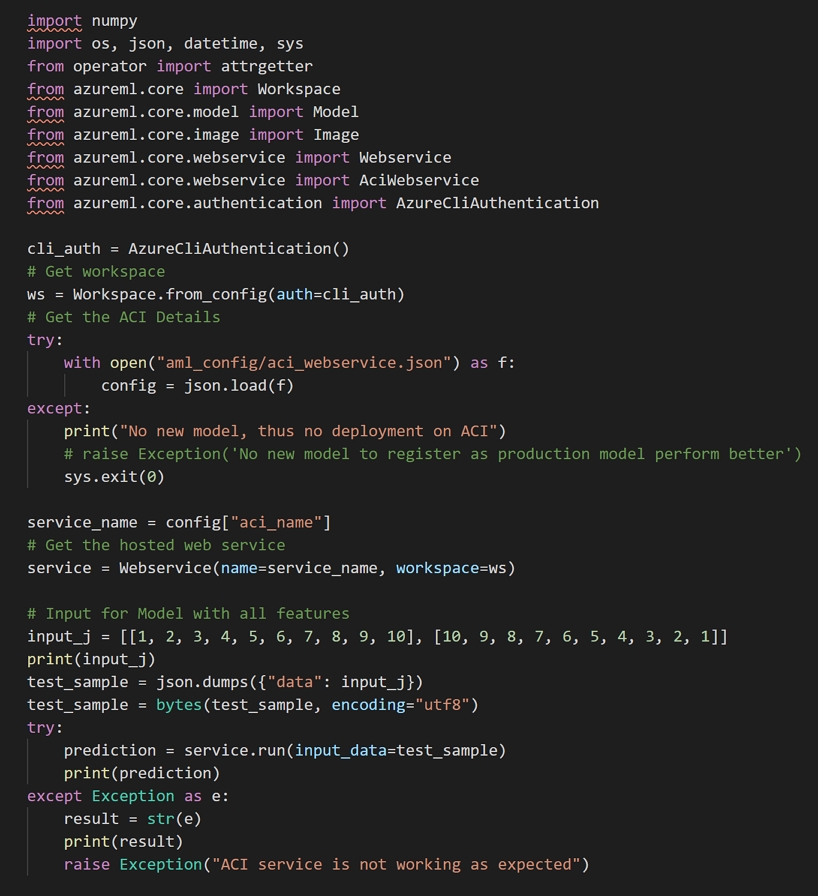 import numpy
import os, json, datetime, sys
from operator import attrgetter
from azureml.core import Workspace
from azureml.core.model import Model
from azureml.core.image import Image
from azureml.core.webservice import Webservice
from azureml.core.webservice import AciWebservice
from azureml.core.authentication import AzureCliAuthentication

cli_auth = AzureCliAuthentication()
# Get workspace
ws = Workspace.from_config(auth=cli_auth)
# Get the ACI Details
try:
    with open("aml_config/aci_webservice.json") as f:
        config = json.load(f)
except:
    print("No new model, thus no deployment on ACI")
    # raise Exception('No new model to register as production model perform better')
    sys.exit(0)

service_name = config["aci_name"]
# Get the hosted web service
service = Webservice(name=service_name, workspace=ws)

# Input for Model with all features
input_j = [[1, 2, 3, 4, 5, 6, 7, 8, 9, 10], [10, 9, 8, 7, 6, 5, 4, 3, 2, 1]]
print(input_j)
test_sample = json.dumps({"data": input_j})
test_sample = bytes(test_sample, encoding="utf8")
try:
    prediction = service.run(input_data=test_sample)
    print(prediction)
except Exception as e:
    result = str(e)
    print(result)
    raise Exception("ACI service is not working as expected")